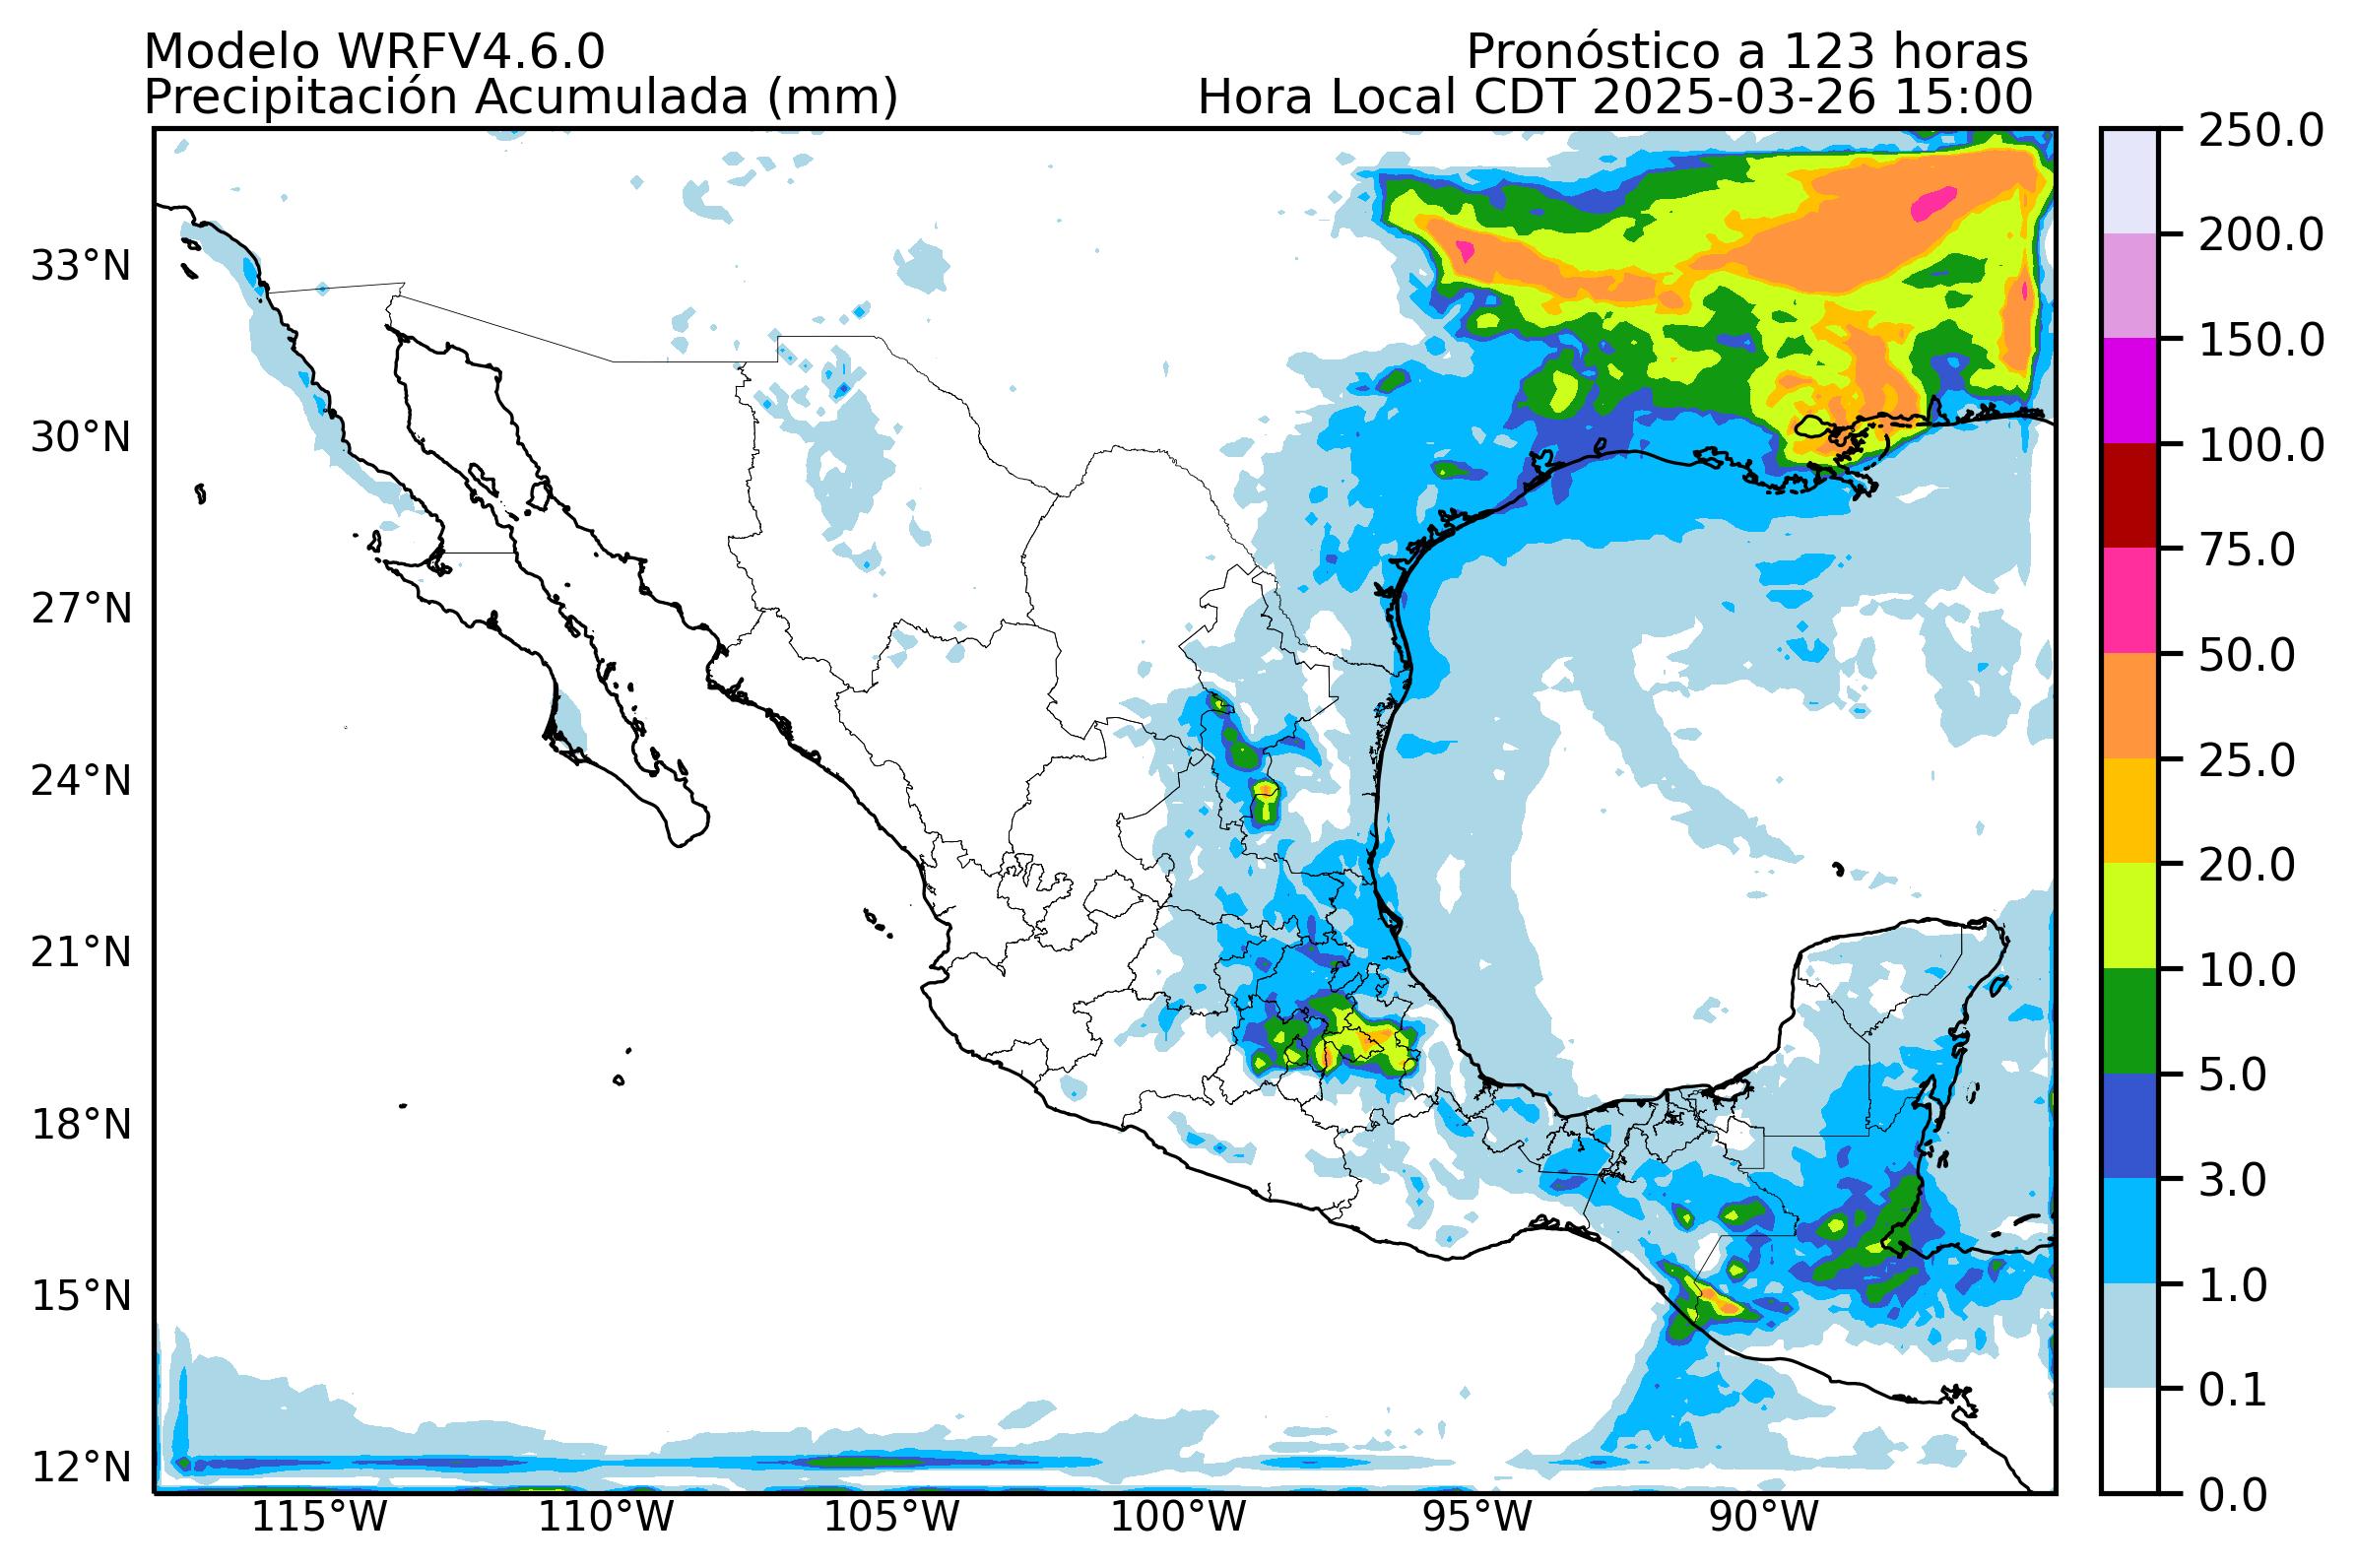 Modelo WRFV4.6.0
Pronóstico a 123 horas
Precipitación Acumulada (mm)
Hora Local CDT 2025-03-26 15:00
33°N
30°N
27°N
24°N
21°N
18°N
15°N
12°N
115°W
110°W
105°W
100°W
95°W
90°W
250.0
200.0
150.0
100.0
75.0
50.0
25.0
20.0
10.0
5.0
3.0
1.0
0.1
0.0